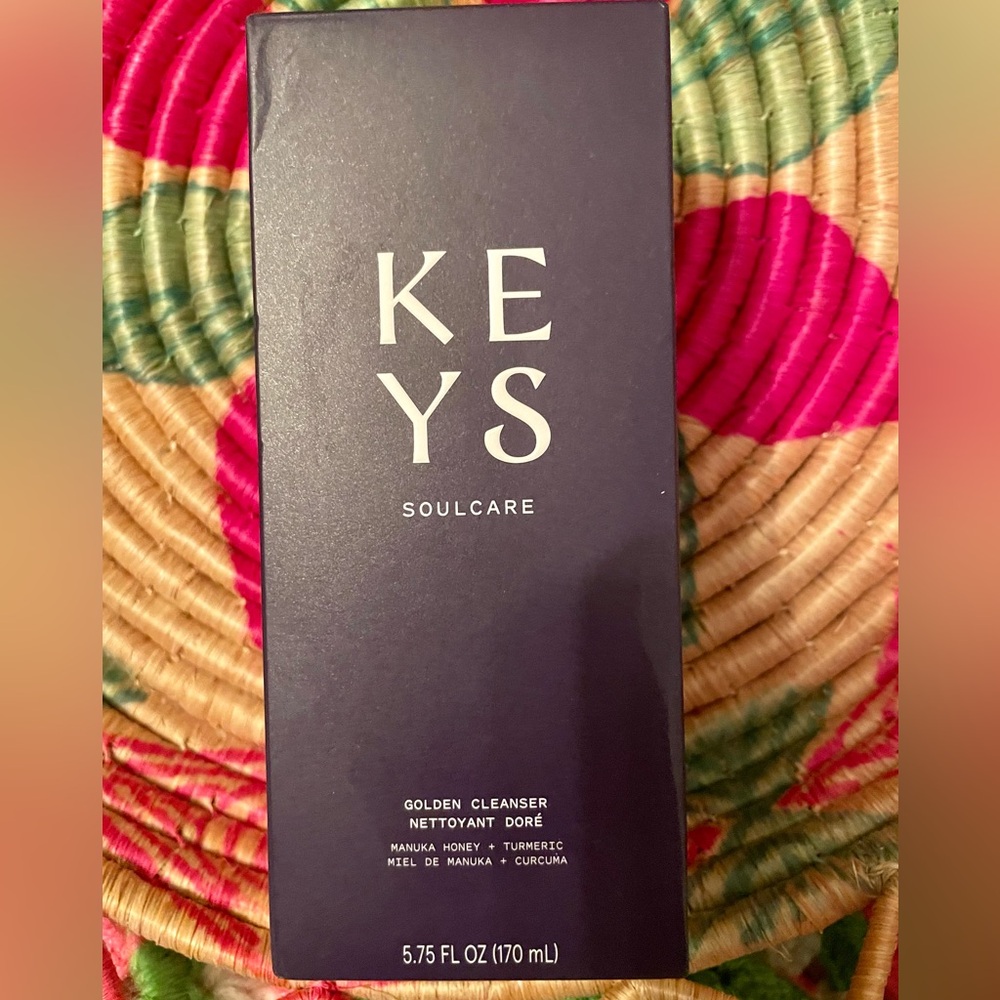 KE
YS
SOULCARE
GOLDEN CLEANSER
NETTOYANT DORÉ
MANUKA HONEY + TURMERIC
MIEL DE MANUKA + CURCUMA
5.75 FL OZ (170 mL)